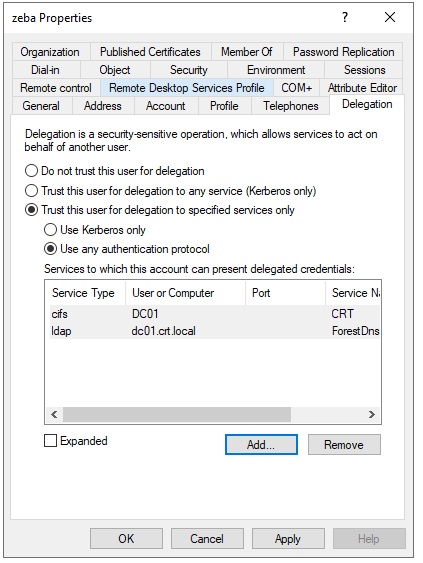 zeba Properties
?
Organization Published Certificates Member Of Password Replication
Dial-in Object Security Environment Sessions
Remote control Remote Desktop Services Profile COM+ Attribute Editor
General Address Account Profile Telephones Delegation
Delegation is a security-sensitive operation, which allows services to act on
behalf of another user.
Do not trust this user for delegation
Trust this user for delegation to any service (Kerberos only)
Trust this user for delegation to specified services only
Use Kerberos only
Use any authentication protocol
Services to which this account can present delegated credentials:
Service Type User or Computer Port Service Na
cifs DC01 CRT
ldap dc01.crt.local ForestDns
Expanded Add... Remove
OK Cancel Apply Help